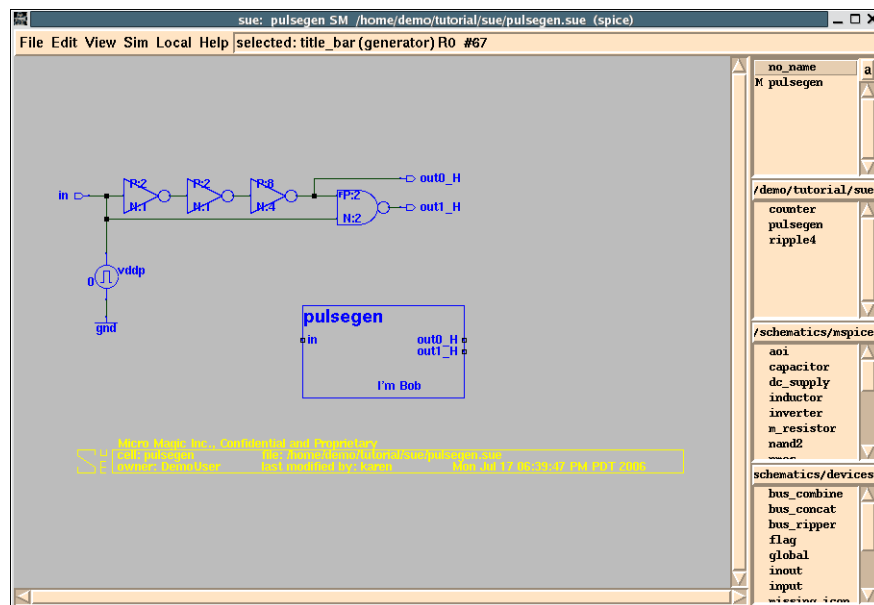 sue: pulsegen SM /home/demo/tutorial/sue/pulsegen.sue (spice)
File Edit View Sim Local Help selected: title_bar (generator) R0 #67
no_name a
M pulsegen
/demo/tutorial/sue
counter
pulsegen
ripple4
/schematics/mspice
aoi
capacitor
dc_supply
inductor
inverter
m_resistor
nand2
nmos
schematics/devices
bus_combine
bus_concat
bus_ripper
flag
global
inout
input
missing_icon
in
P:2 P:2 P:8 P:2
N:1 N:1 N:4 N:2
out0_H
out1_H
0 vddp
gnd
pulsegen
in out0_H
out1_H
I'm Bob
Micro Magic Inc., Confidential and Proprietary
SUE
cell: pulsegen file: /home/demo/tutorial/sue/pulsegen.sue
owner: DemoUser last modified by: karen Mon Jul 17 06:39:47 PM PDT 2006